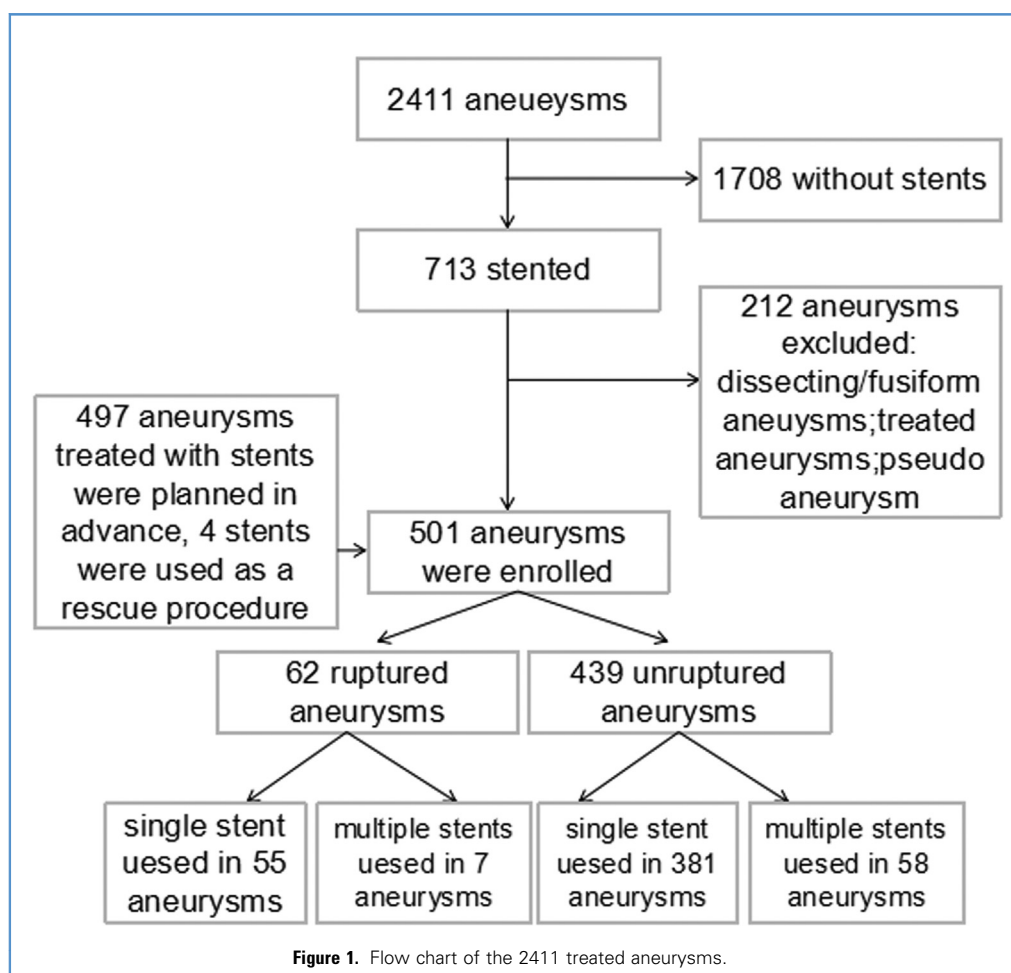 2411 aneueysms
1708 without stents
713 stented
212 aneurysms
excluded:
dissecting/fusiform
aneuysms;treated
aneurysms;pseudo
aneurysm
497 aneurysms
treated with stents
were planned in
advance, 4 stents
were used as a
rescue procedure
501 aneurysms
were enrolled
62 ruptured
aneurysms
439 unruptured
aneurysms
single stent
uesed in 55
aneurysms
multiple stents
uesed in 7
aneurysms
single stent
uesed in 381
aneurysms
multiple stents
uesed in 58
aneurysms
Figure 1. Flow chart of the 2411 treated aneurysms.